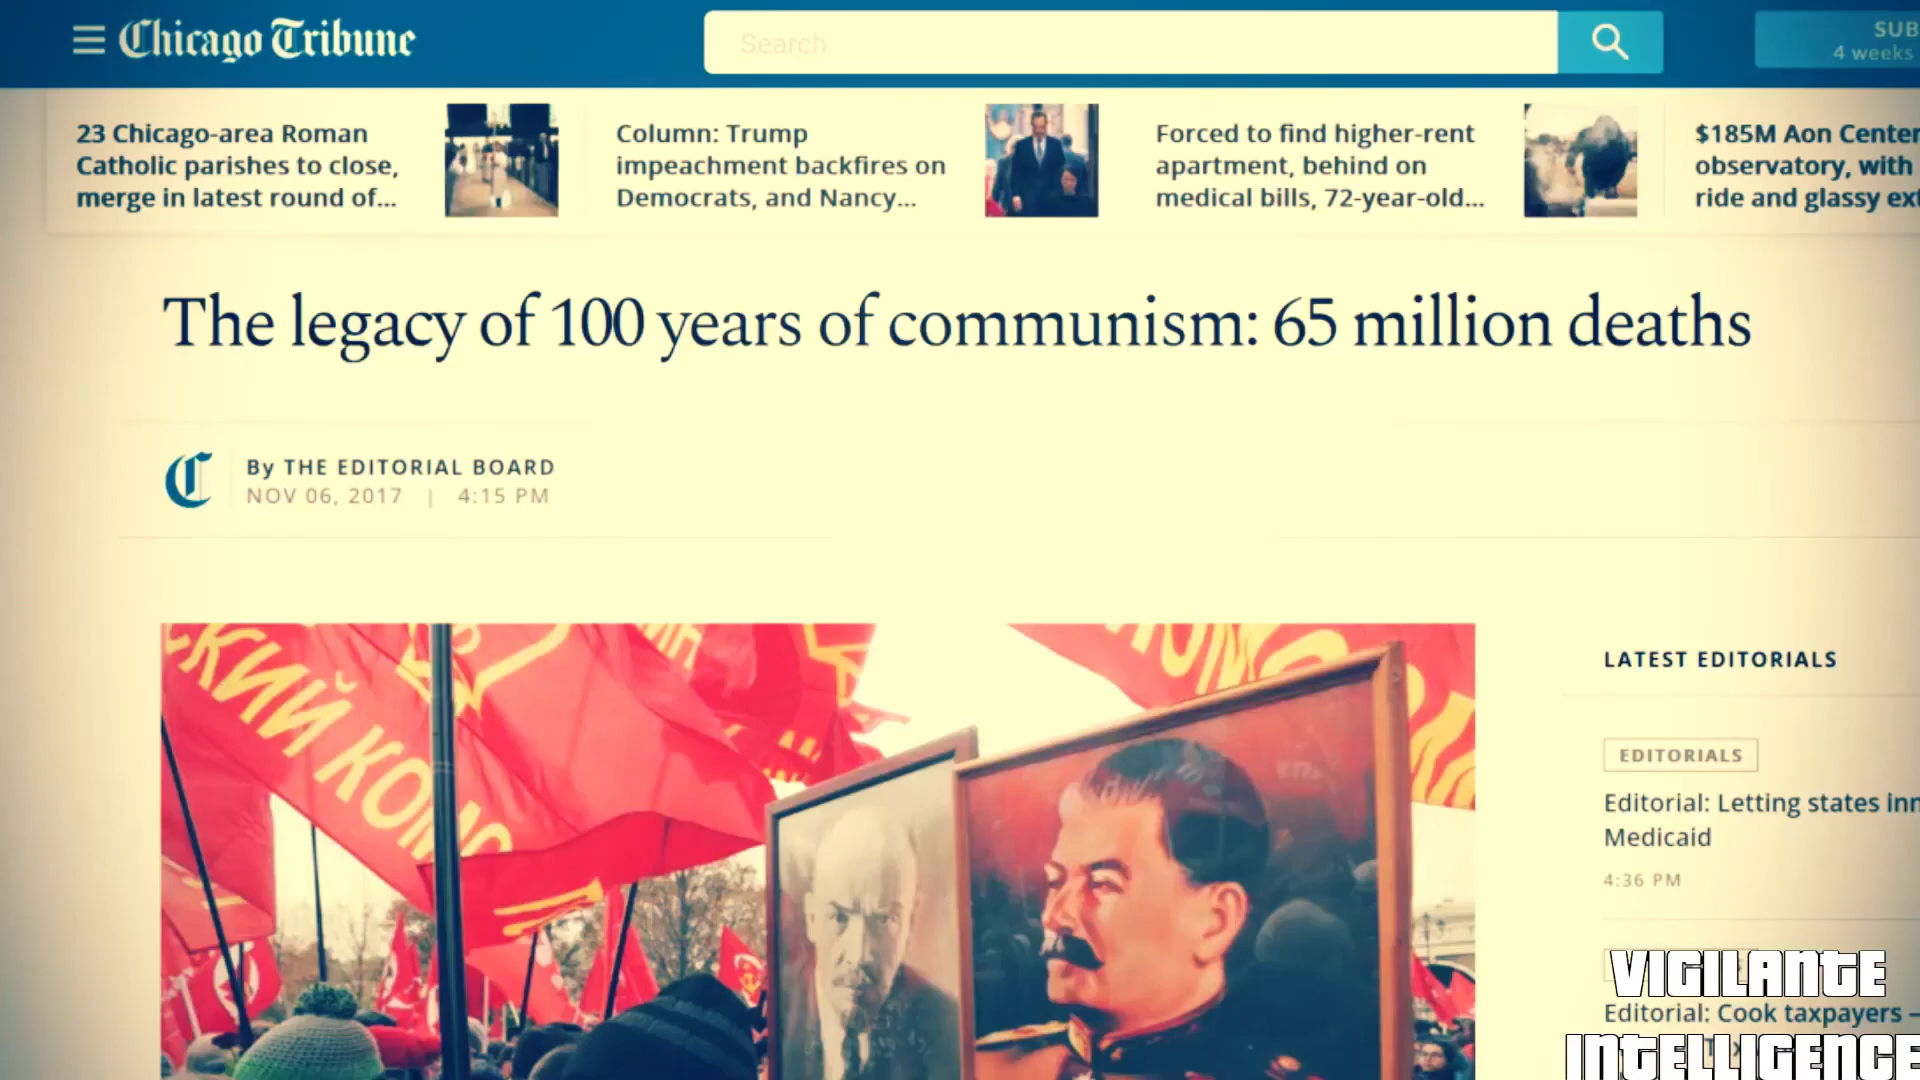 Chicago Tribune
Search
SUB
4 weeks
23 Chicago-area Roman
Catholic parishes to close,
merge in latest round of...
Column: Trump
impeachment backfires on
Democrats, and Nancy...
Forced to find higher-rent
apartment, behind on
medical bills, 72-year-old...
$185M Aon Center
observatory, with
ride and glassy ext
The legacy of 100 years of communism: 65 million deaths
By THE EDITORIAL BOARD
NOV 06, 2017 | 4:15 PM
СКИЙ КОМС
КОМСО
LATEST EDITORIALS
EDITORIALS
Editorial: Letting states inn
Medicaid
4:36 PM
Editorial: Cook taxpayers –
VIGILANTE
INTELLIGENCE